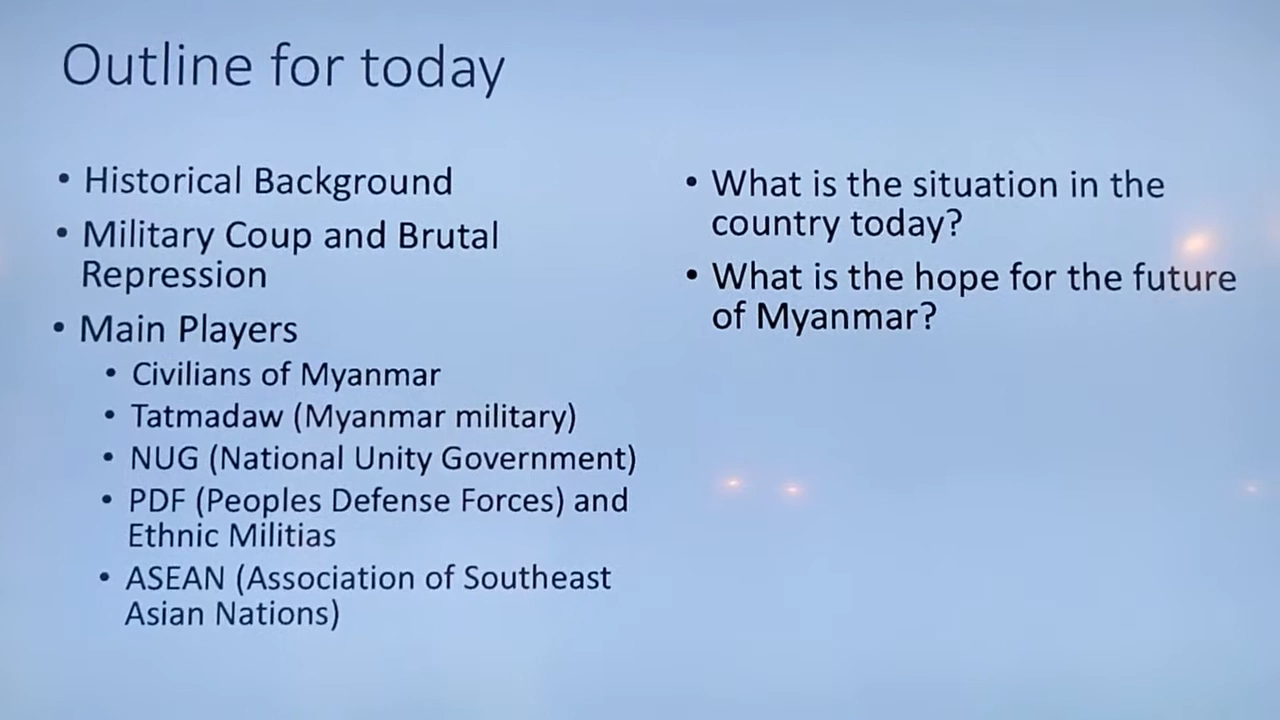 Outline for today
• Historical Background
• Military Coup and Brutal
Repression
• Main Players
• Civilians of Myanmar
• Tatmadaw (Myanmar military)
• NUG (National Unity Government)
• PDF (Peoples Defense Forces) and
Ethnic Militias
• ASEAN (Association of Southeast
Asian Nations)
• What is the situation in the
country today?
• What is the hope for the future
of Myanmar?